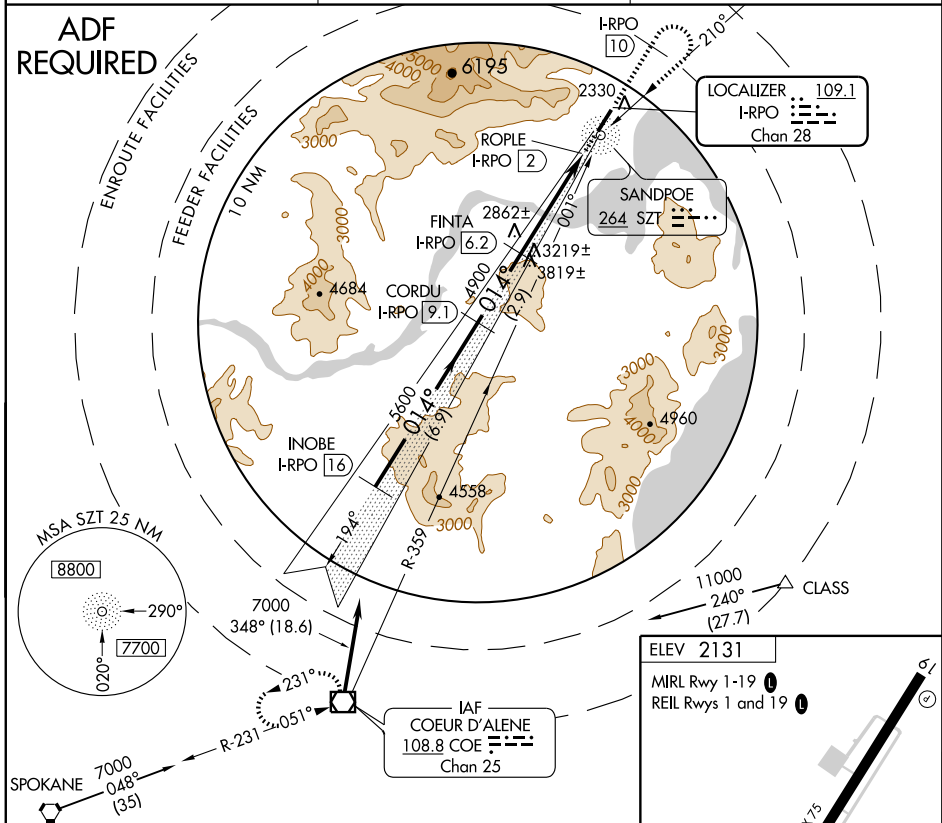 ADF
REQUIRED
I-RPO
10
210°
LOCALIZER 109.1
I-RPO
Chan 28
6195
5000
4000
3000
2330
ENROUTE FACILITIES
FEEDER FACILITIES
10 NM
ROPLE
I-RPO 2
SANDPOE
264 SZT
001°
FINTA
I-RPO 6.2
2862±
3219±
3819±
3000
4000
4684
4900
014°
(2.9)
CORDU
I-RPO 9.1
3000
3000
4960
4000
3000
5600
014°
(6.9)
INOBE
I-RPO 16
4558
3000
194°
R-359
MSA SZT 25 NM
8800
290°
7700
020°
7000
348° (18.6)
11000
240°
(27.7)
CLASS
231°
051°
R-231
IAF
COEUR D'ALENE
108.8 COE
Chan 25
SPOKANE
7000
048°
(35)
ELEV 2131
MIRL Rwy 1-19 L
REIL Rwys 1 and 19 L
19
P
X 75